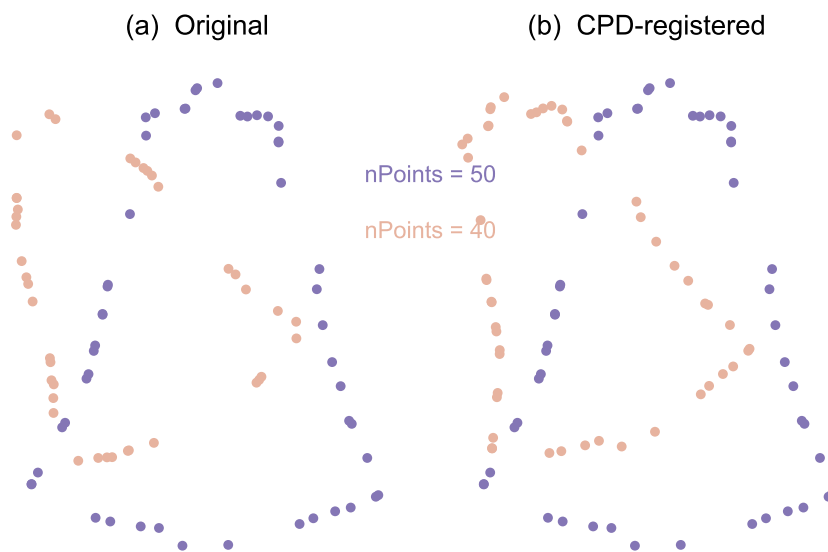 (a) Original
(b) CPD-registered
nPoints = 50
nPoints = 40